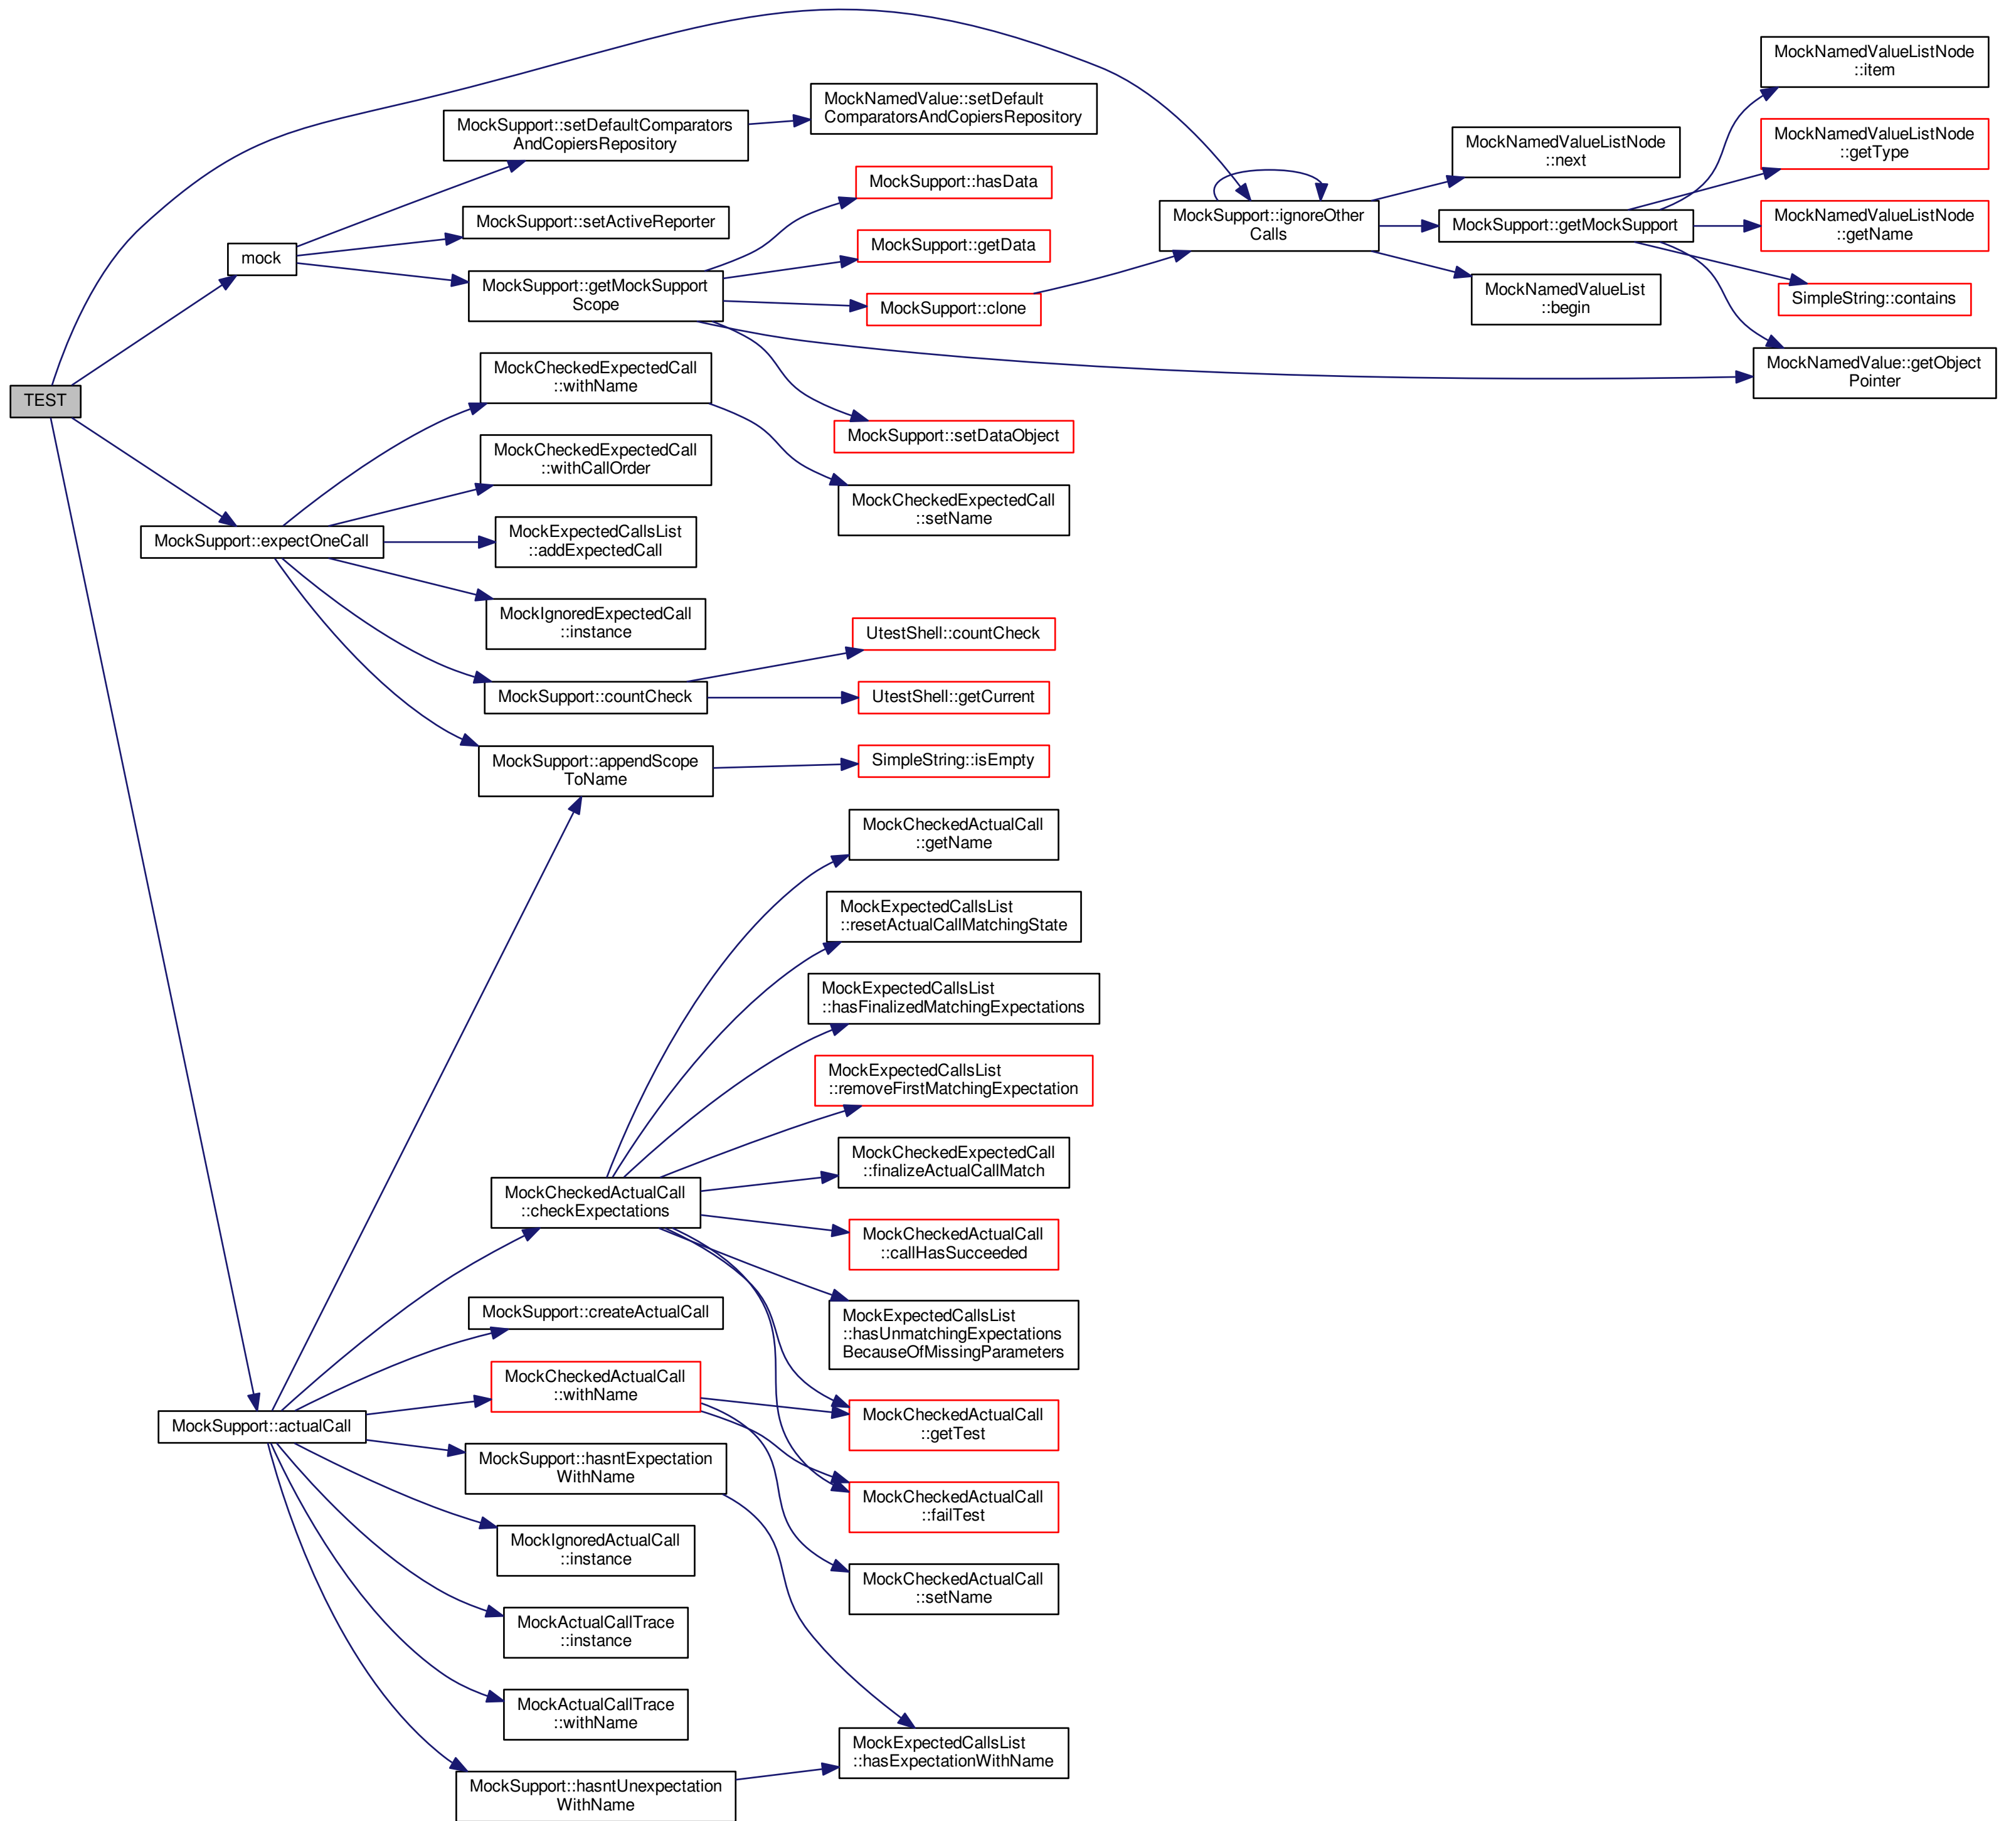 TEST
mock
MockSupport::expectOneCall
MockSupport::actualCall
MockSupport::setDefaultComparators
AndCopiersRepository
MockSupport::setActiveReporter
MockSupport::getMockSupport
Scope
MockCheckedExpectedCall
::withName
MockCheckedExpectedCall
::withCallOrder
MockExpectedCallsList
::addExpectedCall
MockIgnoredExpectedCall
::instance
MockSupport::countCheck
MockSupport::appendScope
ToName
MockCheckedActualCall
::checkExpectations
MockSupport::createActualCall
MockCheckedActualCall
::withName
MockSupport::hasntExpectation
WithName
MockIgnoredActualCall
::instance
MockActualCallTrace
::instance
MockActualCallTrace
::withName
MockSupport::hasntUnexpectation
WithName
MockNamedValue::setDefault
ComparatorsAndCopiersRepository
MockSupport::hasData
MockSupport::getData
MockSupport::clone
MockSupport::setDataObject
MockCheckedExpectedCall
::setName
UtestShell::countCheck
UtestShell::getCurrent
SimpleString::isEmpty
MockCheckedActualCall
::getName
MockExpectedCallsList
::resetActualCallMatchingState
MockExpectedCallsList
::hasFinalizedMatchingExpectations
MockExpectedCallsList
::removeFirstMatchingExpectation
MockCheckedExpectedCall
::finalizeActualCallMatch
MockCheckedActualCall
::callHasSucceeded
MockExpectedCallsList
::hasUnmatchingExpectations
BecauseOfMissingParameters
MockCheckedActualCall
::getTest
MockCheckedActualCall
::failTest
MockCheckedActualCall
::setName
MockExpectedCallsList
::hasExpectationWithName
MockSupport::ignoreOther
Calls
MockNamedValueListNode
::next
MockSupport::getMockSupport
MockNamedValueList
::begin
MockNamedValueListNode
::item
MockNamedValueListNode
::getType
MockNamedValueListNode
::getName
SimpleString::contains
MockNamedValue::getObject
Pointer